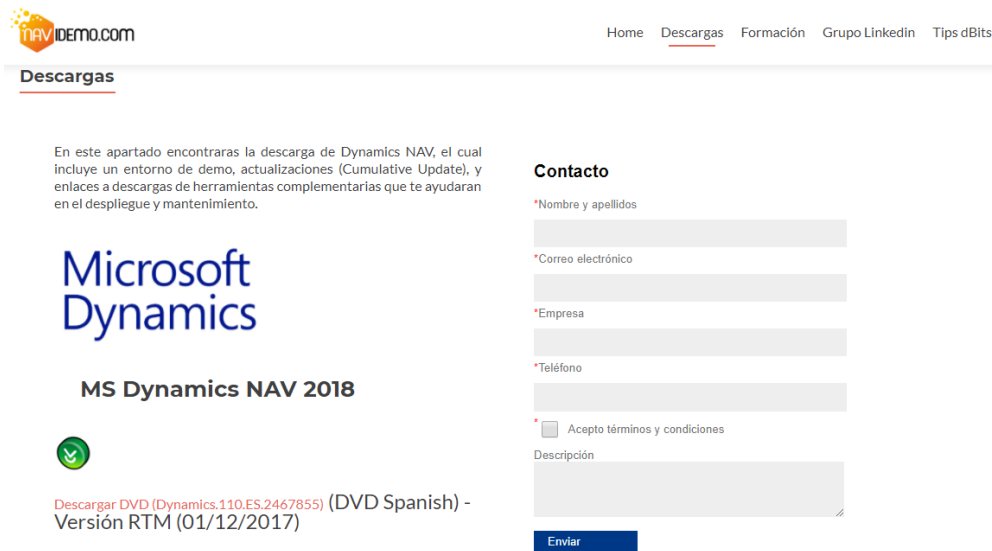 NAVIDEMO.COM
Home Descargas Formación Grupo Linkedin Tips dBits
Descargas
En este apartado encontraras la descarga de Dynamics NAV, el cual
incluye un entorno de demo, actualizaciones (Cumulative Update), y
enlaces a descargas de herramientas complementarias que te ayudaran
en el despliegue y mantenimiento.
Microsoft
Dynamics
MS Dynamics NAV 2018
Descargar DVD (Dynamics.110.ES.2467855) (DVD Spanish) -
Versión RTM (01/12/2017)
Contacto
*Nombre y apellidos
*Correo electrónico
*Empresa
*Teléfono
* Acepto términos y condiciones
Descripción
Enviar